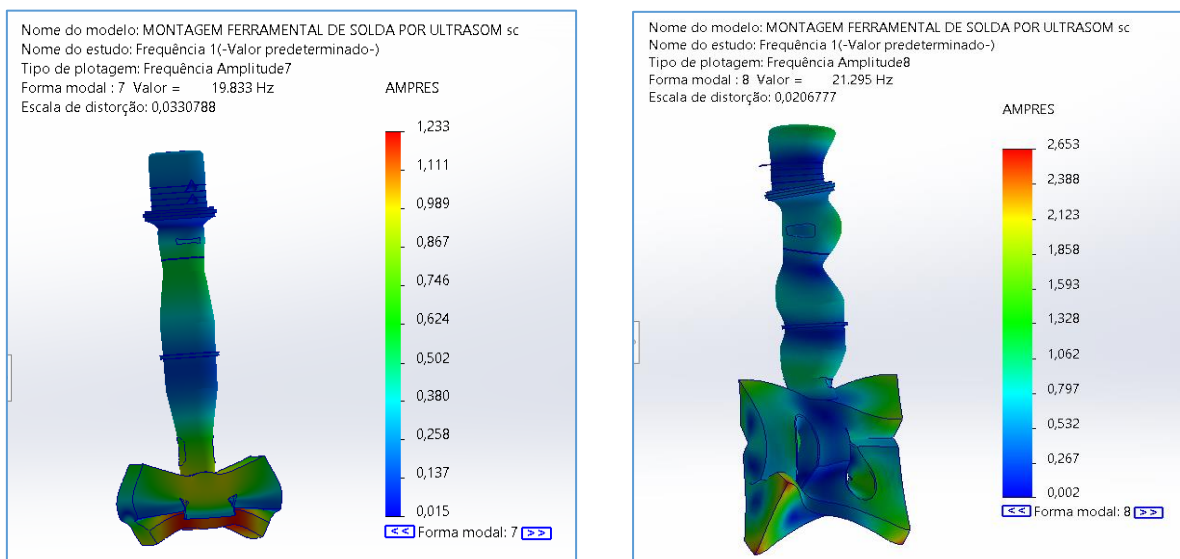 Nome do modelo: MONTAGEM FERRAMENTAL DE SOLDA POR ULTRASOM sc
Nome do estudo: Frequência 1(-Valor predeterminado-)
Tipo de plotagem: Frequência Amplitude7
Forma modal : 7 Valor = 19.833 Hz
Escala de distorção: 0,0330788
AMPRES
1,233
1,111
0,989
0,867
0,746
0,624
0,502
0,380
0,258
0,137
0,015
<< Forma modal: 7 >>
Nome do modelo: MONTAGEM FERRAMENTAL DE SOLDA POR ULTRASOM sc
Nome do estudo: Frequência 1(-Valor predeterminado-)
Tipo de plotagem: Frequência Amplitude8
Forma modal : 8 Valor = 21.295 Hz
Escala de distorção: 0,0206777
AMPRES
2,653
2,388
2,123
1,858
1,593
1,328
1,062
0,797
0,532
0,267
0,002
<< Forma modal: 8 >>